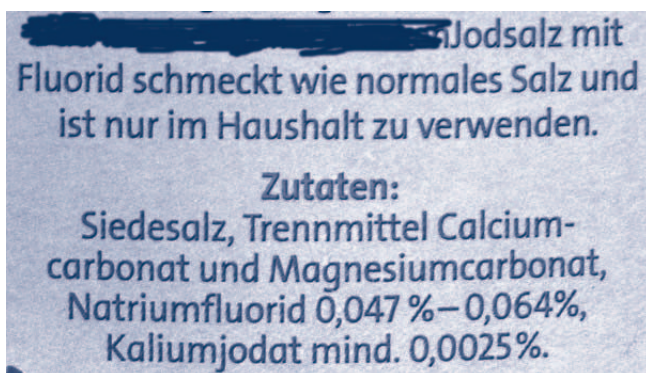 Jodsalz mit
Fluorid schmeckt wie normales Salz und
ist nur im Haushalt zu verwenden.
Zutaten:
Siedesalz, Trennmittel Calcium-
carbonat und Magnesiumcarbonat,
Natriumfluorid 0,047 %–0,064%,
Kaliumjodat mind. 0,0025%.